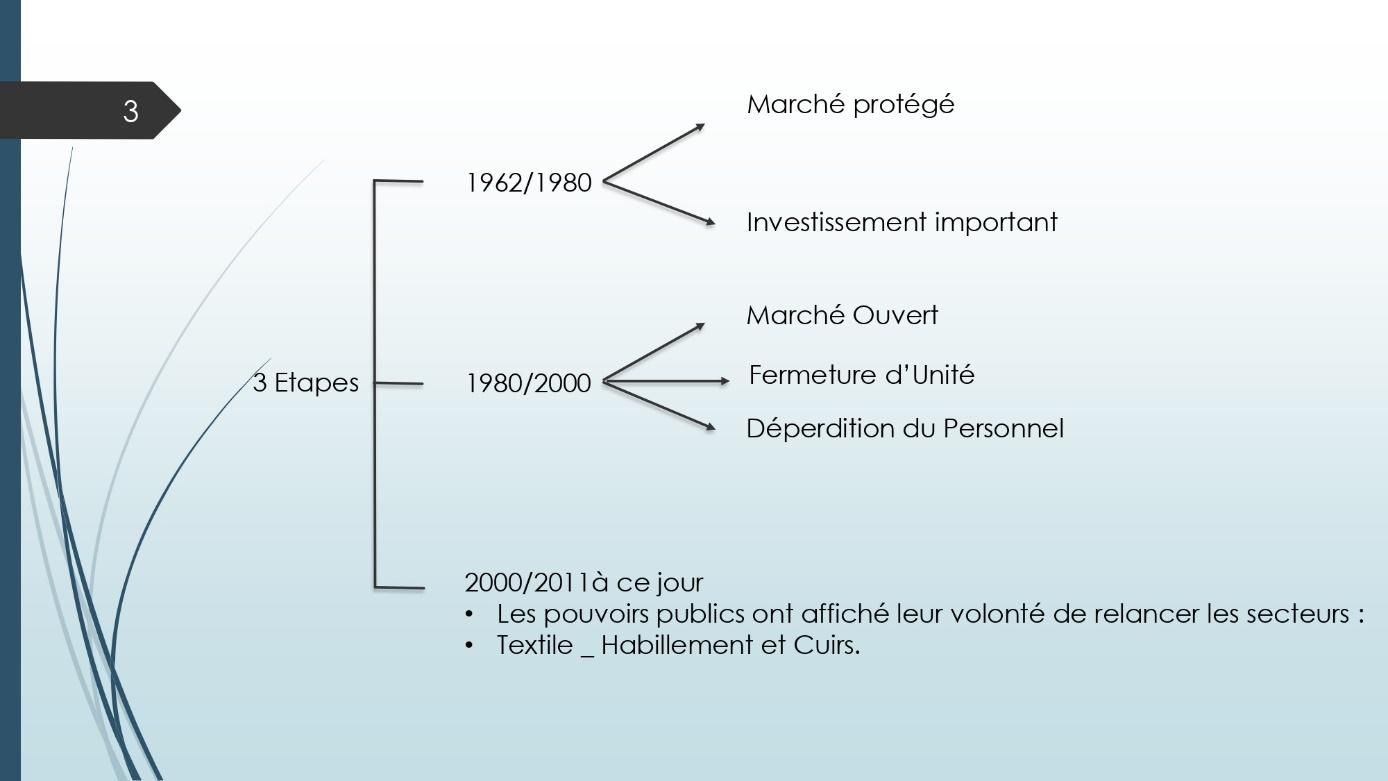 3
Marché protégé
1962/1980
Investissement important
Marché Ouvert
Fermeture d’Unité
3 Etapes
1980/2000
Déperdition du Personnel
2000/2011à ce jour
• Les pouvoirs publics ont affiché leur volonté de relancer les secteurs :
• Textile _ Habillement et Cuirs.